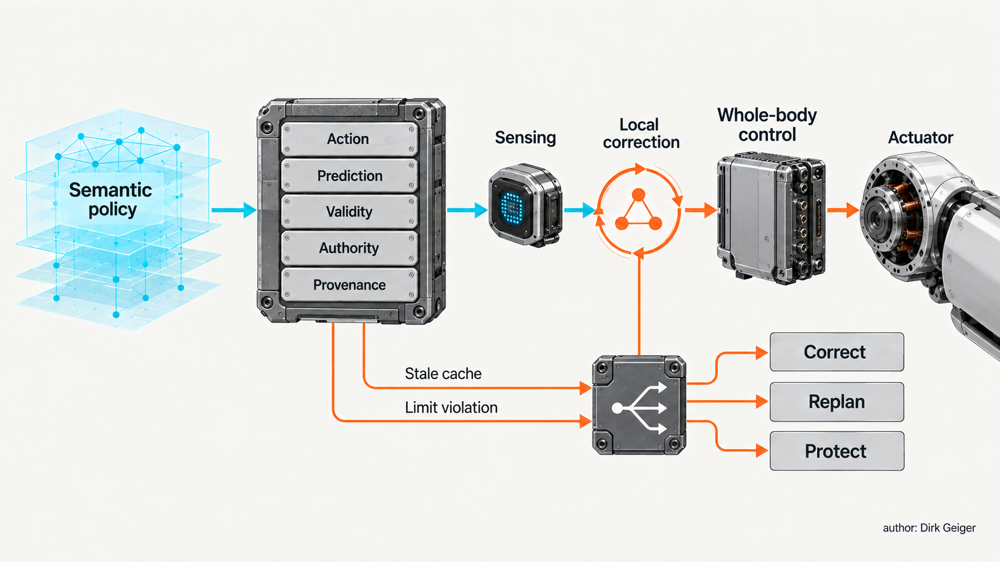 Semantic
policy
Action
Prediction
Validity
Authority
Provenance
Sensing
Local
correction
Whole-body
control
Actuator
Stale cache
Limit violation
Correct
Replan
Protect
author: Dirk Geiger